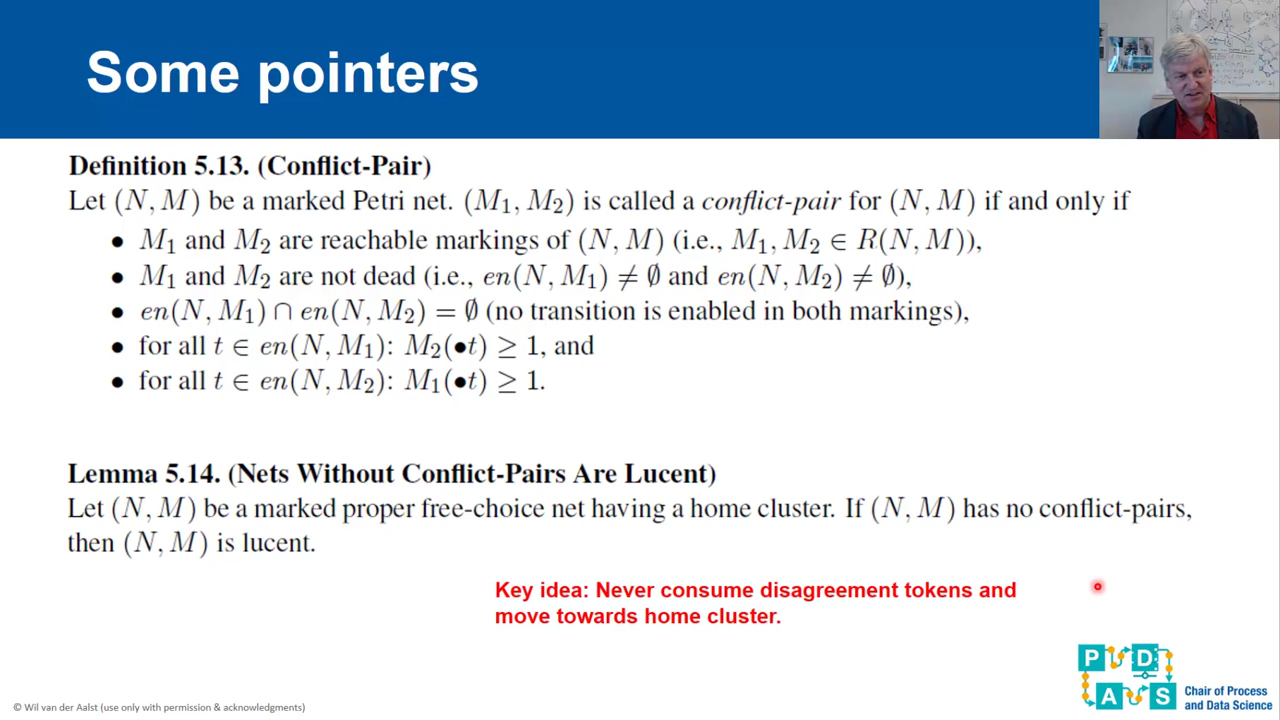 Some pointers
Definition 5.13. (Conflict-Pair)
Let (N, M) be a marked Petri net. (M₁, M₂) is called a conflict-pair for (N, M) if and only if
• M₁ and M₂ are reachable markings of (N, M) (i.e., M₁, M₂ ∈ R(N, M)),
• M₁ and M₂ are not dead (i.e., en(N, M₁) ≠ ∅ and en(N, M₂) ≠ ∅),
• en(N, M₁) ∩ en(N, M₂) = ∅ (no transition is enabled in both markings),
• for all t ∈ en(N, M₁): M₂(•t) ≥ 1, and
• for all t ∈ en(N, M₂): M₁(•t) ≥ 1.
Lemma 5.14. (Nets Without Conflict-Pairs Are Lucent)
Let (N, M) be a marked proper free-choice net having a home cluster. If (N, M) has no conflict-pairs,
then (N, M) is lucent.
Key idea: Never consume disagreement tokens and
move towards home cluster.
P D
A S
Chair of Process
and Data Science
© Wil van der Aalst (use only with permission & acknowledgments)